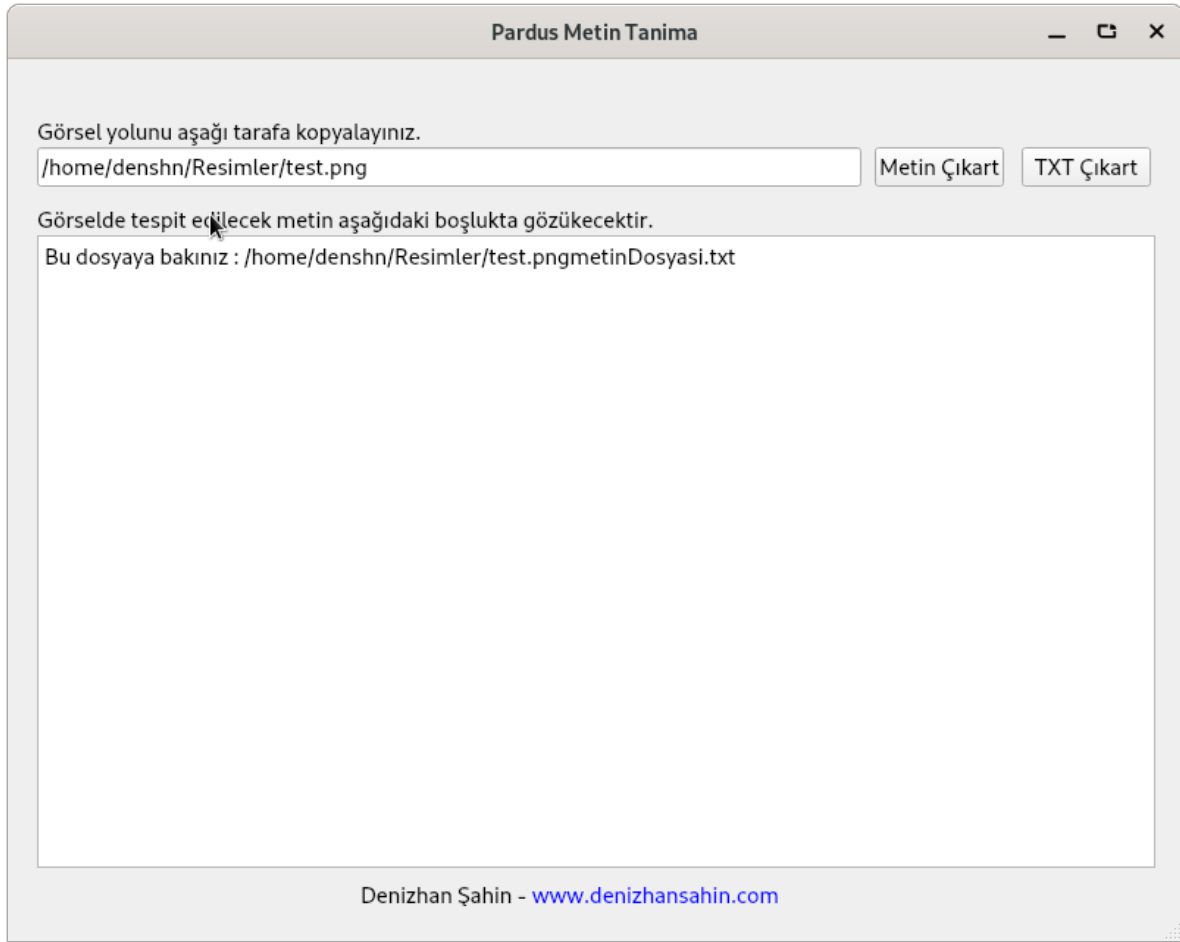 Pardus Metin Tanima
Görsel yolunu aşağı tarafa kopyalayınız.
/home/denshn/Resimler/test.png
Metin Çıkart
TXT Çıkart
Görselde tespit edilecek metin aşağıdaki boşlukta gözükecektir.
Bu dosyaya bakınız : /home/denshn/Resimler/test.pngmetinDosyasi.txt
Denizhan Şahin - www.denizhansahin.com